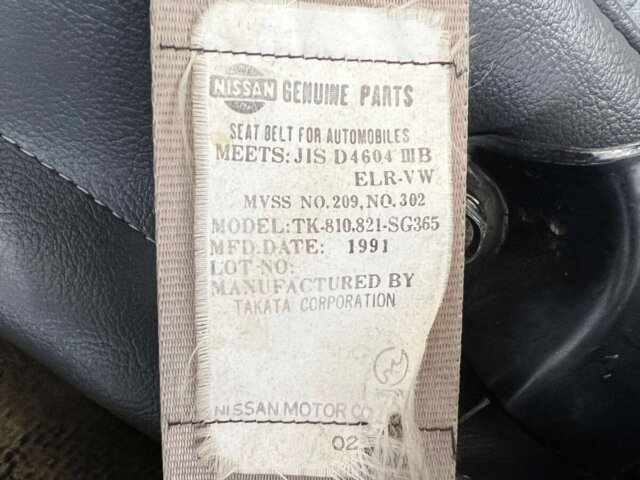 NISSAN GENUINE PARTS
SEAT BELT FOR AUTOMOBILES
MEETS: JIS D4604 ⅢB
ELR-VW
MVSS NO.209, NO.302
MODEL: TK-810,821-SG365
MFD.DATE: 1991
LOT NO:
MANUFACTURED BY
TAKATA CORPORATION
NISSAN MOTOR CO
02